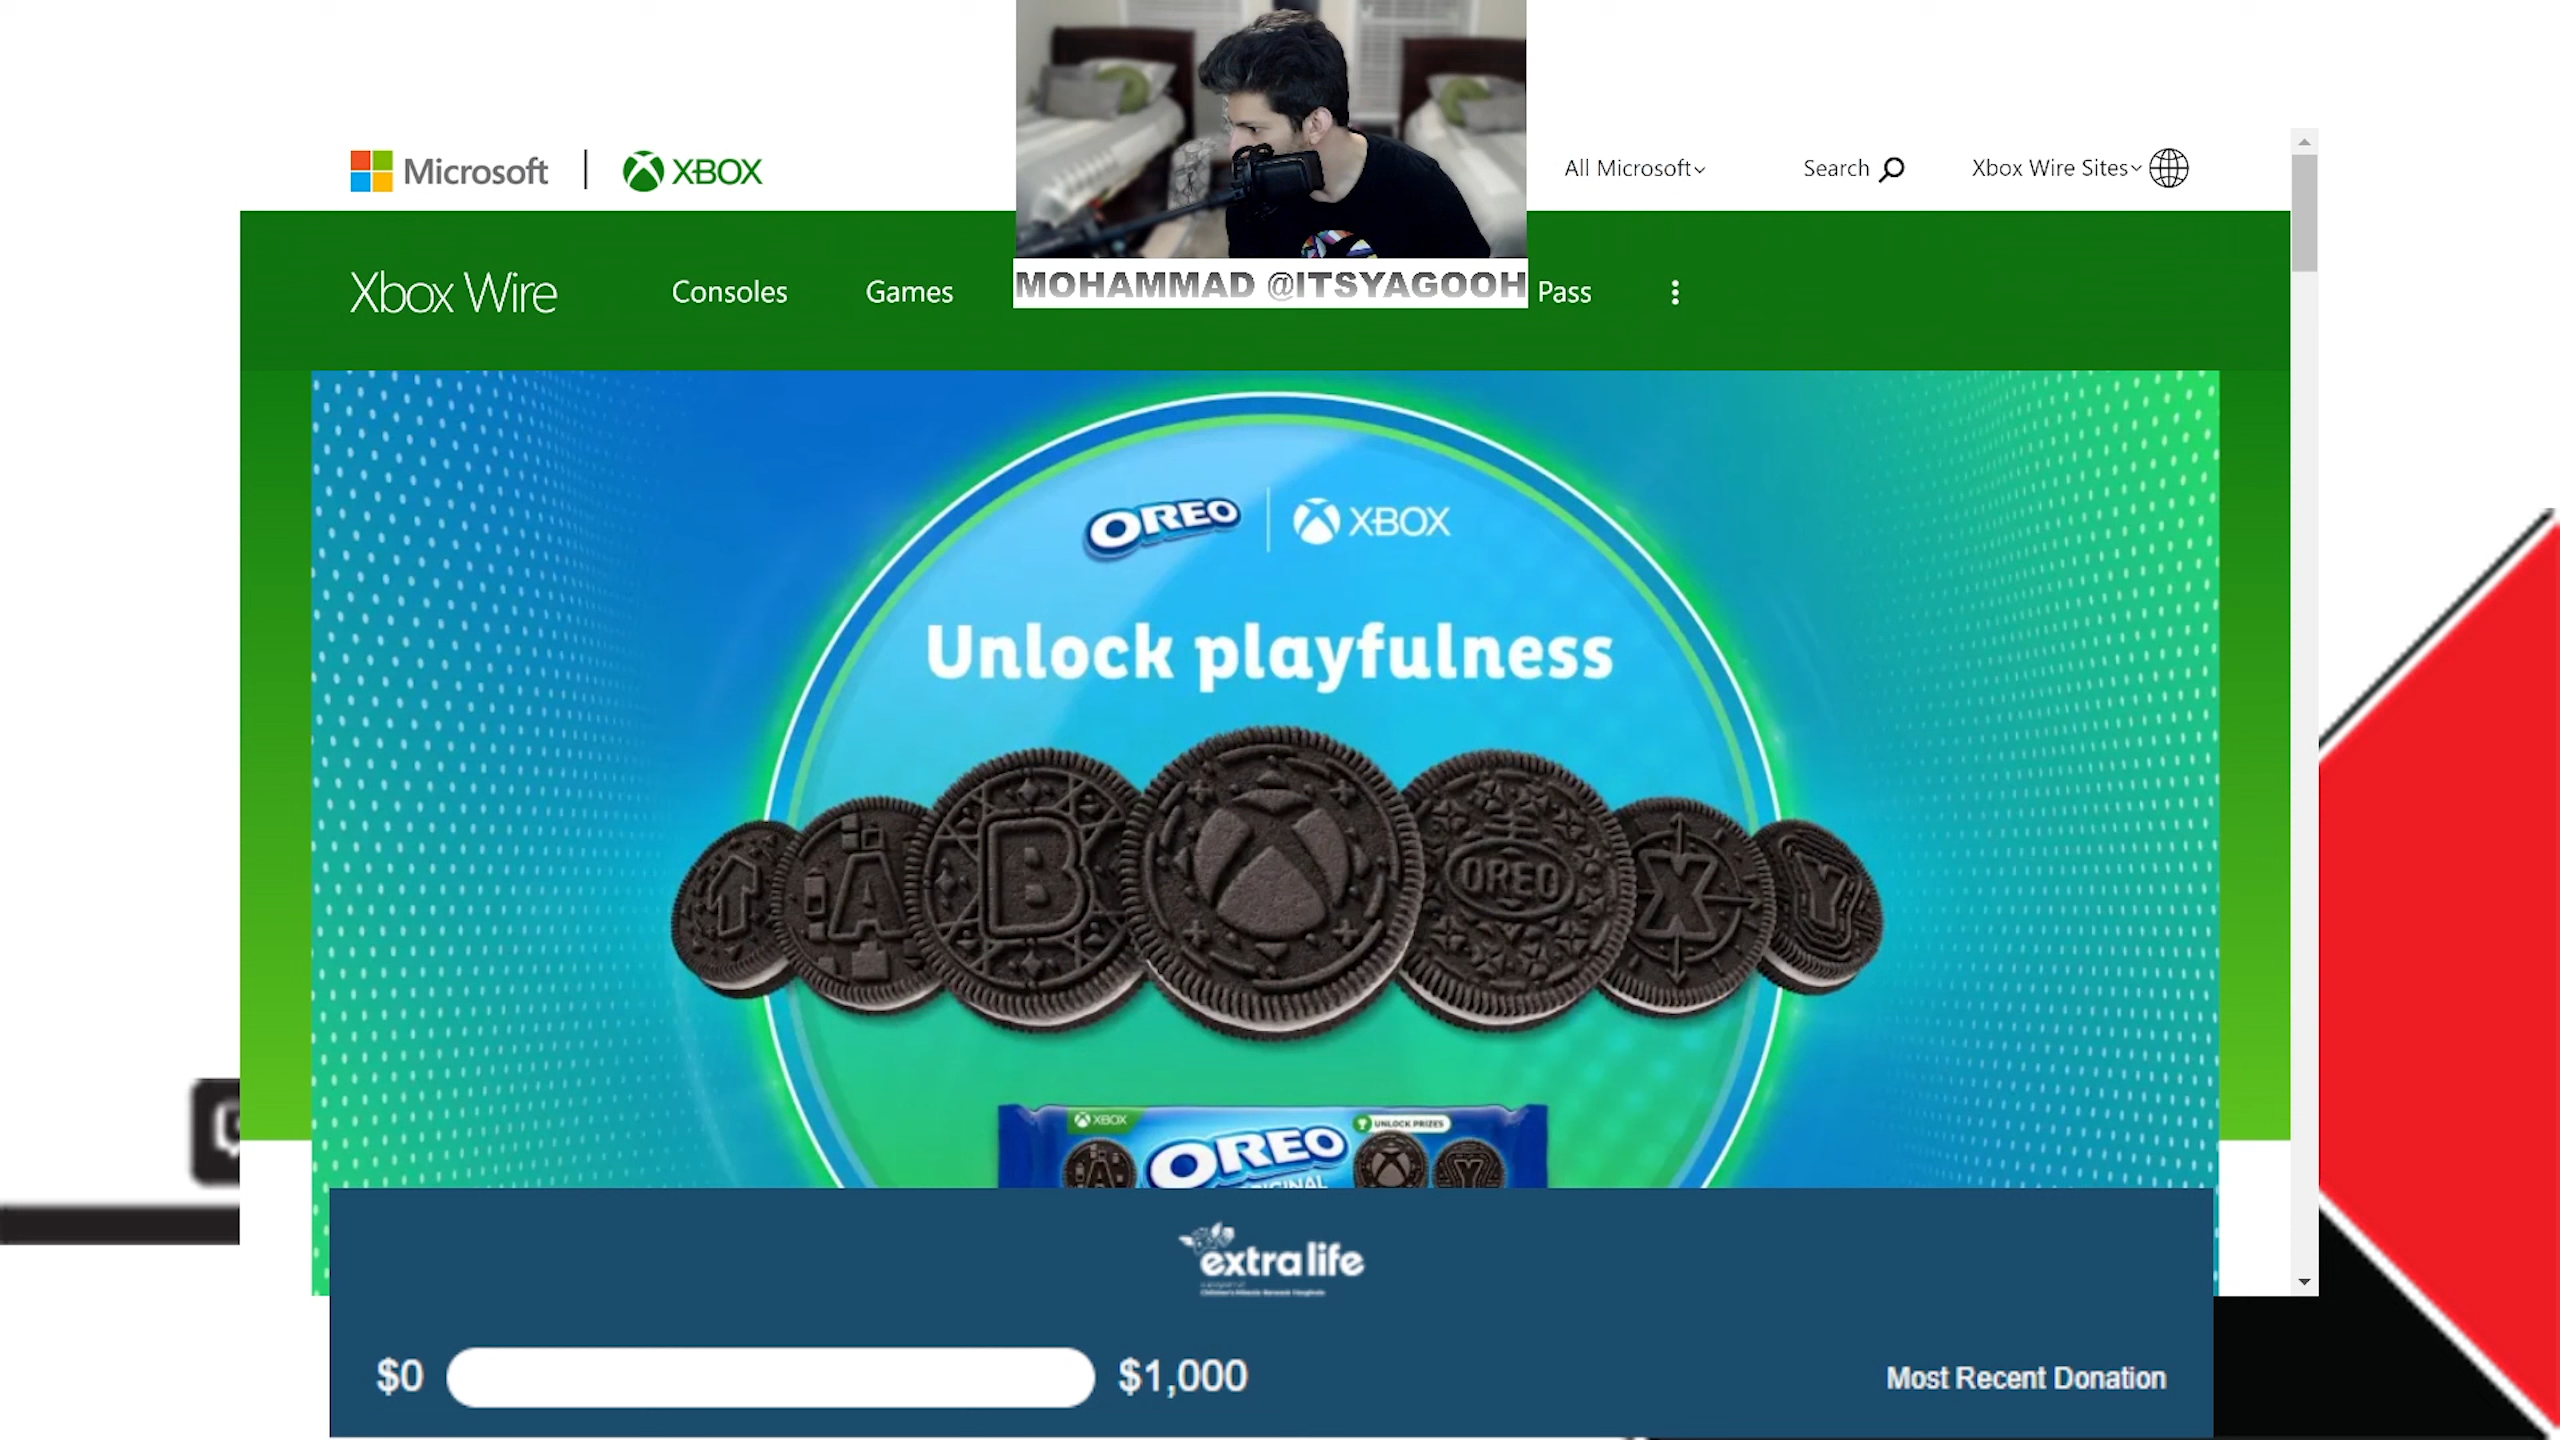 Microsoft | XBOX
All Microsoft
Search
Xbox Wire Sites
MOHAMMAD @ITSYAGOOH
Xbox Wire
Consoles
Games
Pass
OREO | XBOX
Unlock playfulness
A
B
OREO
X
Y
XBOX
UNLOCK PRIZES
OREO
A
Y
extra life
$0
$1,000
Most Recent Donation